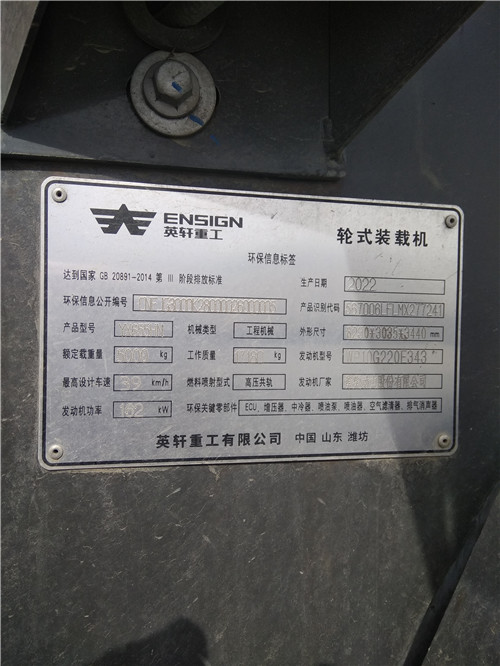 ENSIGN
英轩重工
轮式装载机
环保信息标签
达到国家 GB 20891-2014 第 III 阶段排放标准
生产日期 2022
环保信息公开编号
产品识别代码
产品型号 机械类型 工程机械 外形尺寸 mm
额定载重量 5000 kg 工作质量 kg 发动机型号
最高设计车速 39 km/h 燃料喷射型式 高压共轨 发动机厂家 股份有限公司
发动机功率 162 kW 环保关键零部件 ECU、增压器、中冷器、喷油泵、喷油器、空气滤清器、排气消声器
英轩重工有限公司 中国 山东 潍坊